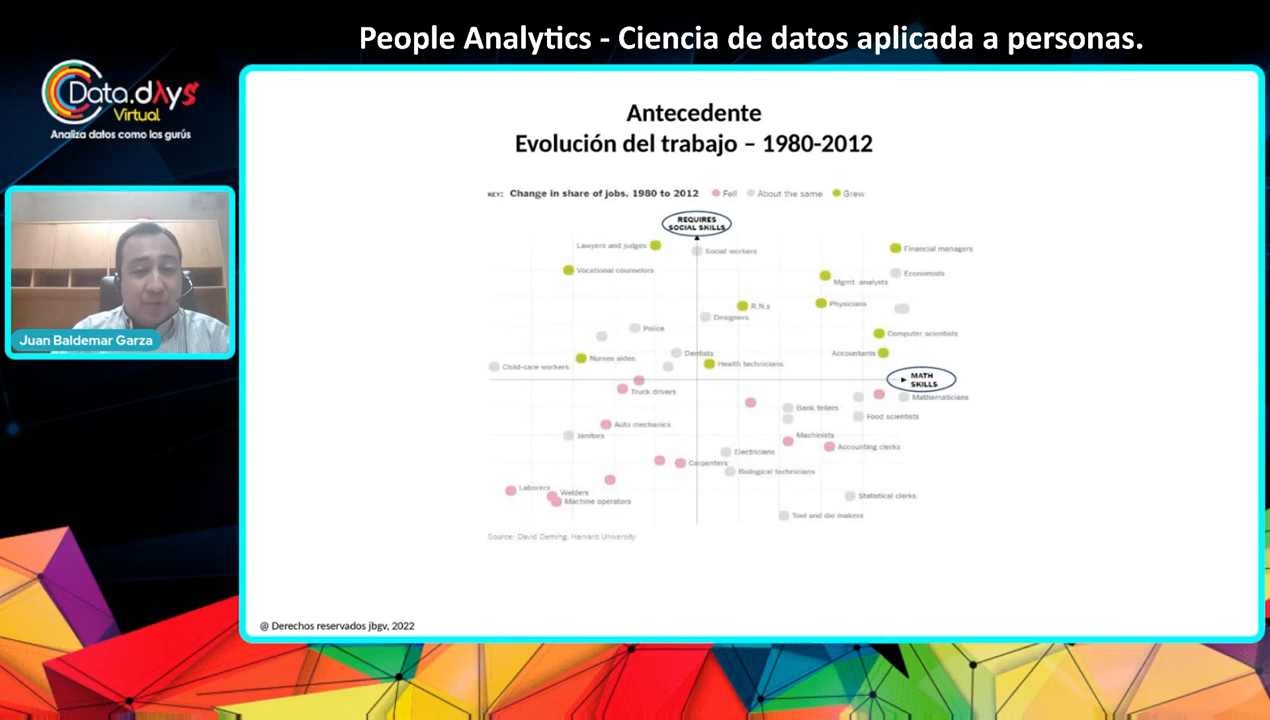 People Analytics - Ciencia de datos aplicada a personas.
Data.dλys
Virtual
Analiza datos como los gurús
Juan Baldemar Garza
Antecedente
Evolución del trabajo – 1980-2012
KEY: Change in share of jobs, 1980 to 2012 Fell About the same Grew
REQUIRES
SOCIAL SKILLS
Lawyers and judges
Social workers
Financial managers
Vocational counselors
Economists
Mgmt. analysts
R.N.s
Physicians
Designers
Police
Computer scientists
Dentists
Accountants
Nurses aides
Health technicians
Child-care workers
MATH
SKILLS
Truck drivers
Mathematicians
Bank tellers
Food scientists
Auto mechanics
Janitors
Machinists
Accounting clerks
Electricians
Carpenters
Biological technicians
Laborers
Welders
Machine operators
Statistical clerks
Tool and die makers
Source: David Deming, Harvard University
@ Derechos reservados jbgv, 2022